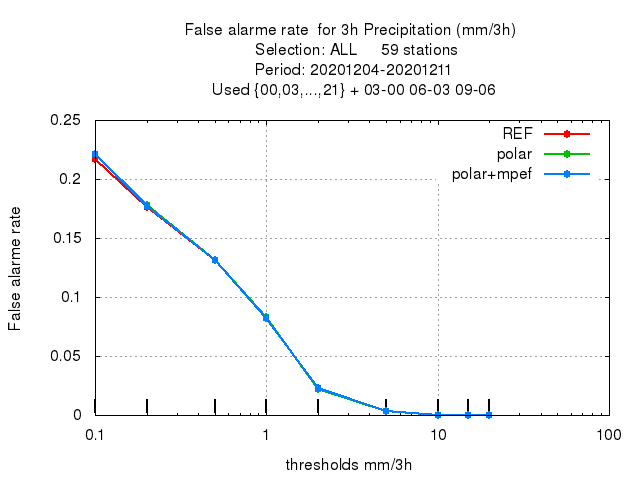 False alarme rate  for 3h Precipitation (mm/3h)
Selection: ALL     59 stations
Period: 20201204-20201211
Used {00,03,...,21} + 03-00 06-03 09-06
REF
polar
polar+mpef
False alarme rate
0.25
0.2
0.15
0.1
0.05
0
0.1 1 10 100
thresholds mm/3h